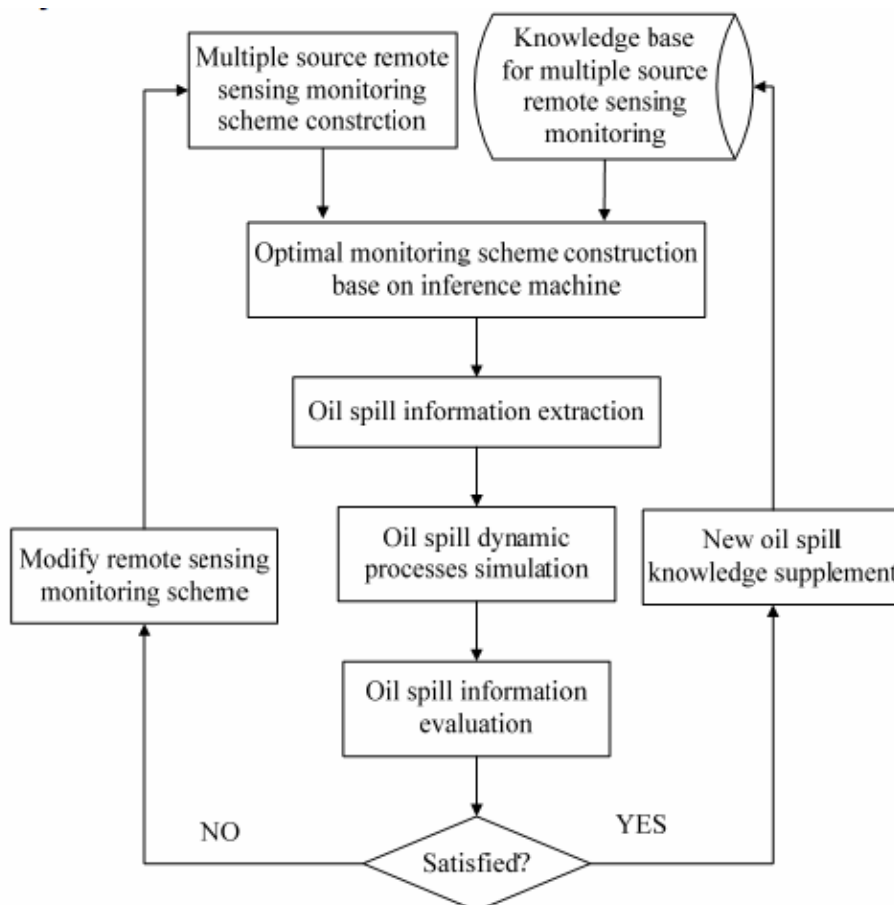 Multiple source remote
sensing monitoring
scheme constrction
Knowledge base
for multiple source
remote sensing
monitoring
Optimal monitoring scheme construction
base on inference machine
Oil spill information extraction
Oil spill dynamic
processes simulation
Modify remote sensing
monitoring scheme
New oil spill
knowledge supplement
Oil spill information
evaluation
NO
YES
Satisfied?